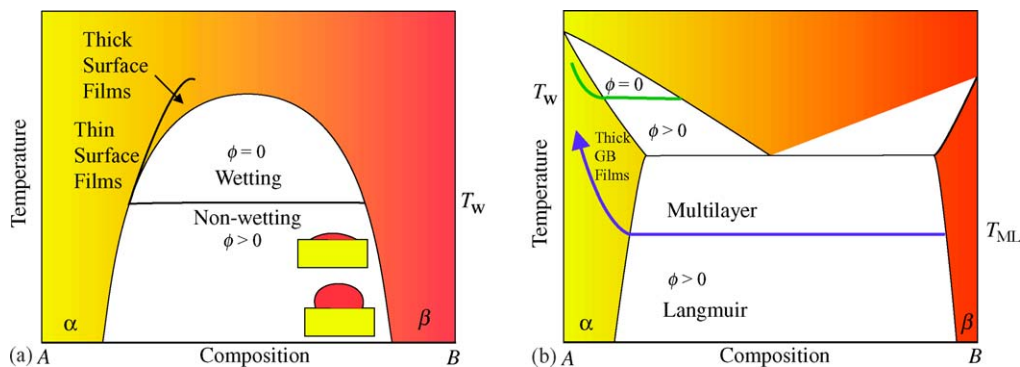 Thick
Surface
Films
Thin
Surface
Films
Temperature
ϕ = 0
Wetting
T_W
Non-wetting
ϕ > 0
α
β
(a)
A
Composition
B
T_W
ϕ = 0
ϕ > 0
Thick
GB
Films
Temperature
Multilayer
T_ML
ϕ > 0
Langmuir
α
β
(b)
A
Composition
B